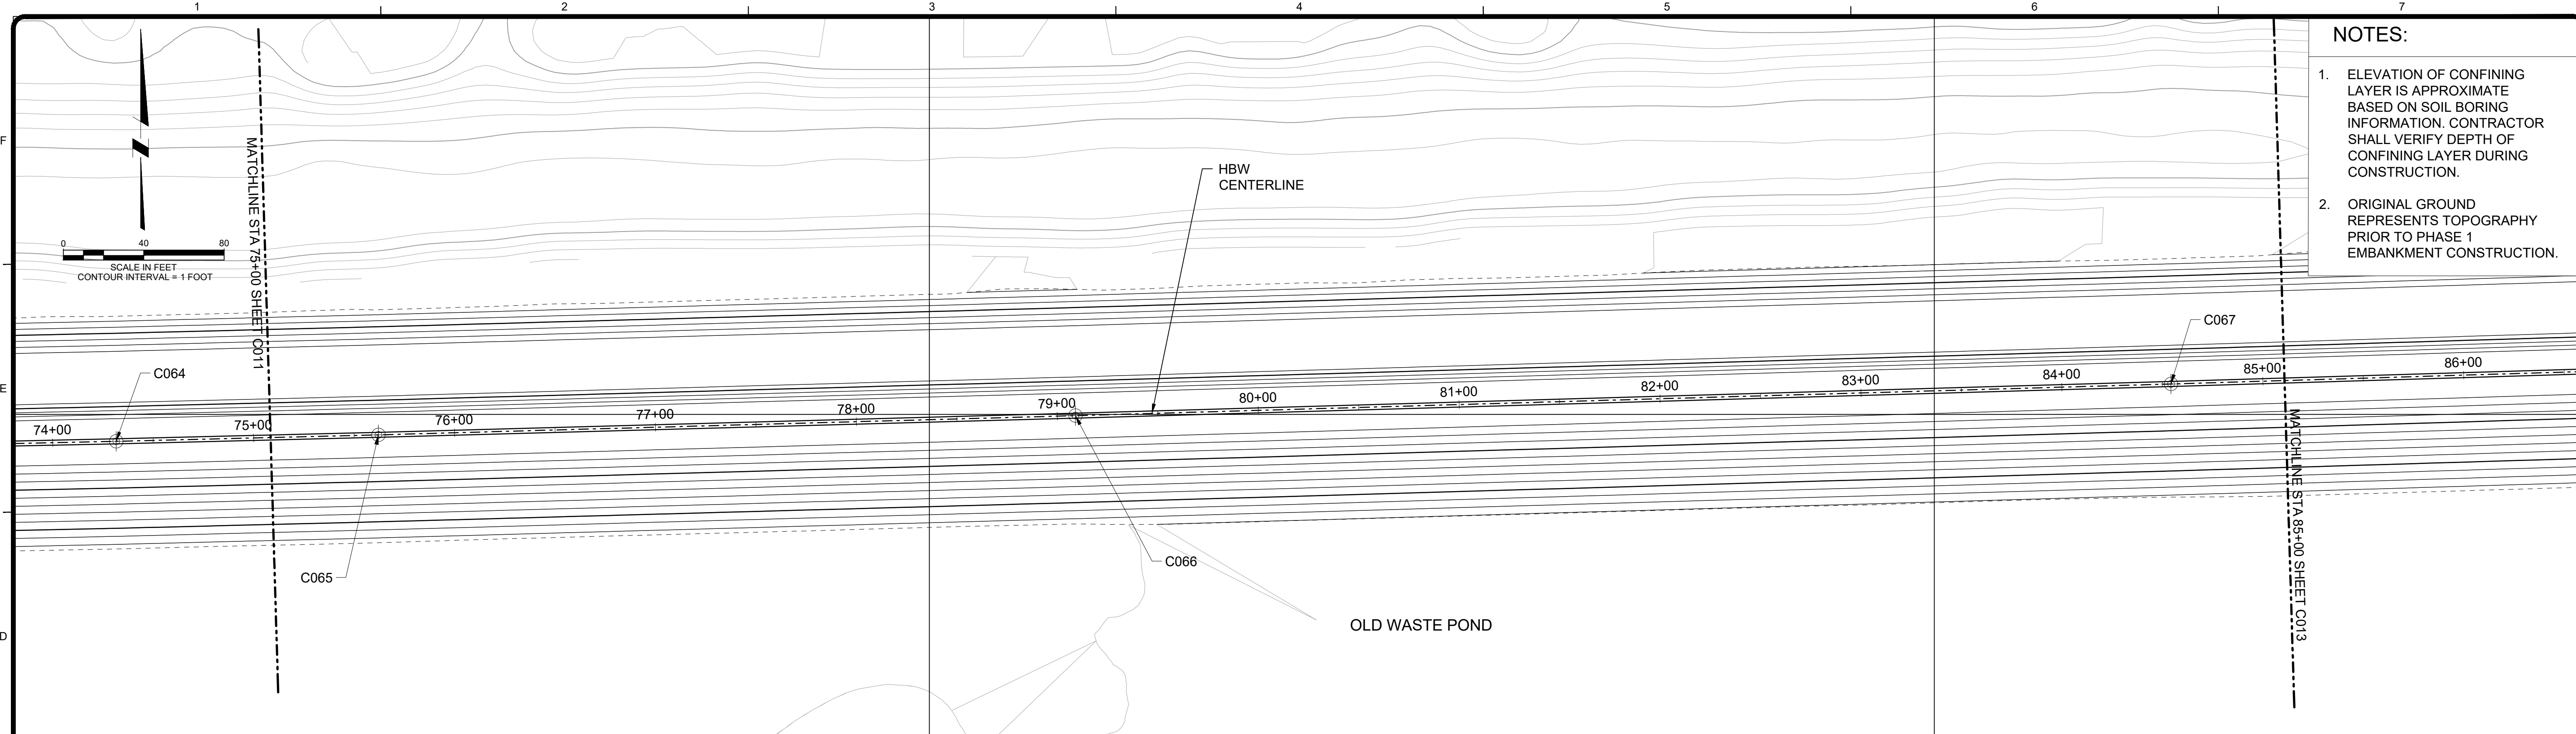 1 2 3 4 5 6 7
NOTES:
1. ELEVATION OF CONFINING
LAYER IS APPROXIMATE
BASED ON SOIL BORING
INFORMATION. CONTRACTOR
SHALL VERIFY DEPTH OF
CONFINING LAYER DURING
CONSTRUCTION.
2. ORIGINAL GROUND
REPRESENTS TOPOGRAPHY
PRIOR TO PHASE 1
EMBANKMENT CONSTRUCTION.
F
E
D
MATCHLINE STA 75+00 SHEET C011
HBW
CENTERLINE
0 40 80
SCALE IN FEET
CONTOUR INTERVAL = 1 FOOT
C064
C067
74+00 75+00 76+00 77+00 78+00 79+00 80+00 81+00 82+00 83+00 84+00 85+00 86+00
C065
C066
OLD WASTE POND
MATCHLINE STA 85+00 SHEET C013